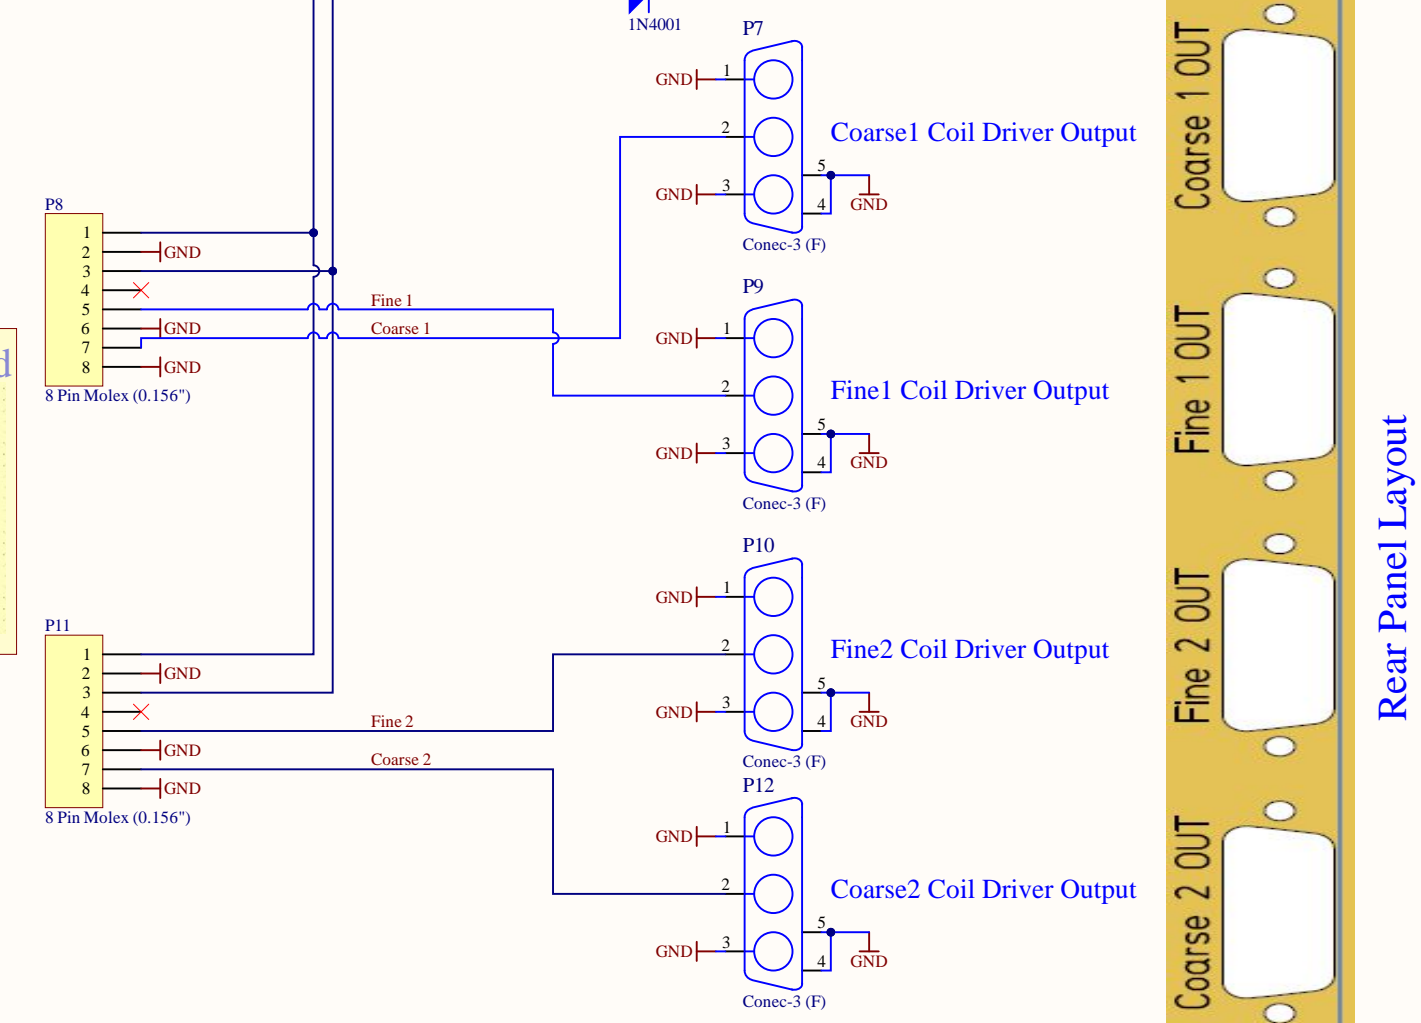 1N4001
P7
1
GND
2
Coarse1 Coil Driver Output
3
GND
5
4
GND
Conec-3 (F)
P8
1
2
GND
3
4
5
Fine 1
6
GND
Coarse 1
7
8
GND
8 Pin Molex (0.156")
d
P9
1
GND
2
Fine1 Coil Driver Output
3
GND
5
4
GND
Conec-3 (F)
P10
1
GND
2
Fine2 Coil Driver Output
3
GND
5
4
GND
Conec-3 (F)
P11
1
2
GND
3
4
5
Fine 2
6
GND
7
Coarse 2
8
GND
8 Pin Molex (0.156")
P12
1
GND
2
Coarse2 Coil Driver Output
3
GND
5
4
GND
Conec-3 (F)
Coarse 1 OUT
Fine 1 OUT
Fine 2 OUT
Coarse 2 OUT
Rear Panel Layout